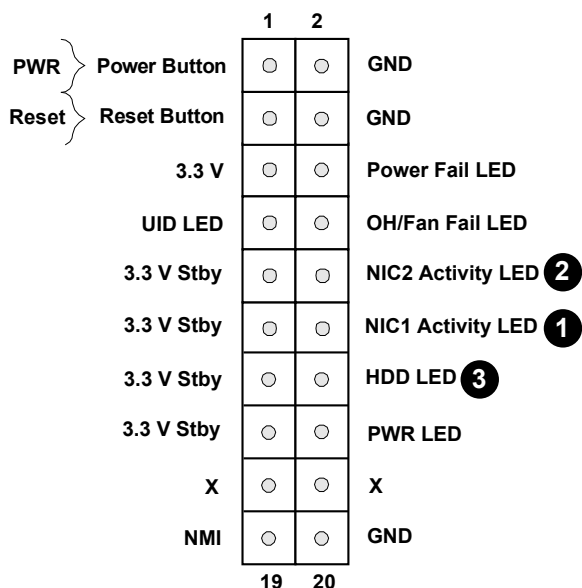 1 2
PWR Power Button GND
Reset Reset Button GND
3.3 V Power Fail LED
UID LED OH/Fan Fail LED
3.3 V Stby NIC2 Activity LED 2
3.3 V Stby NIC1 Activity LED 1
3.3 V Stby HDD LED 3
3.3 V Stby PWR LED
X X
NMI GND
19 20